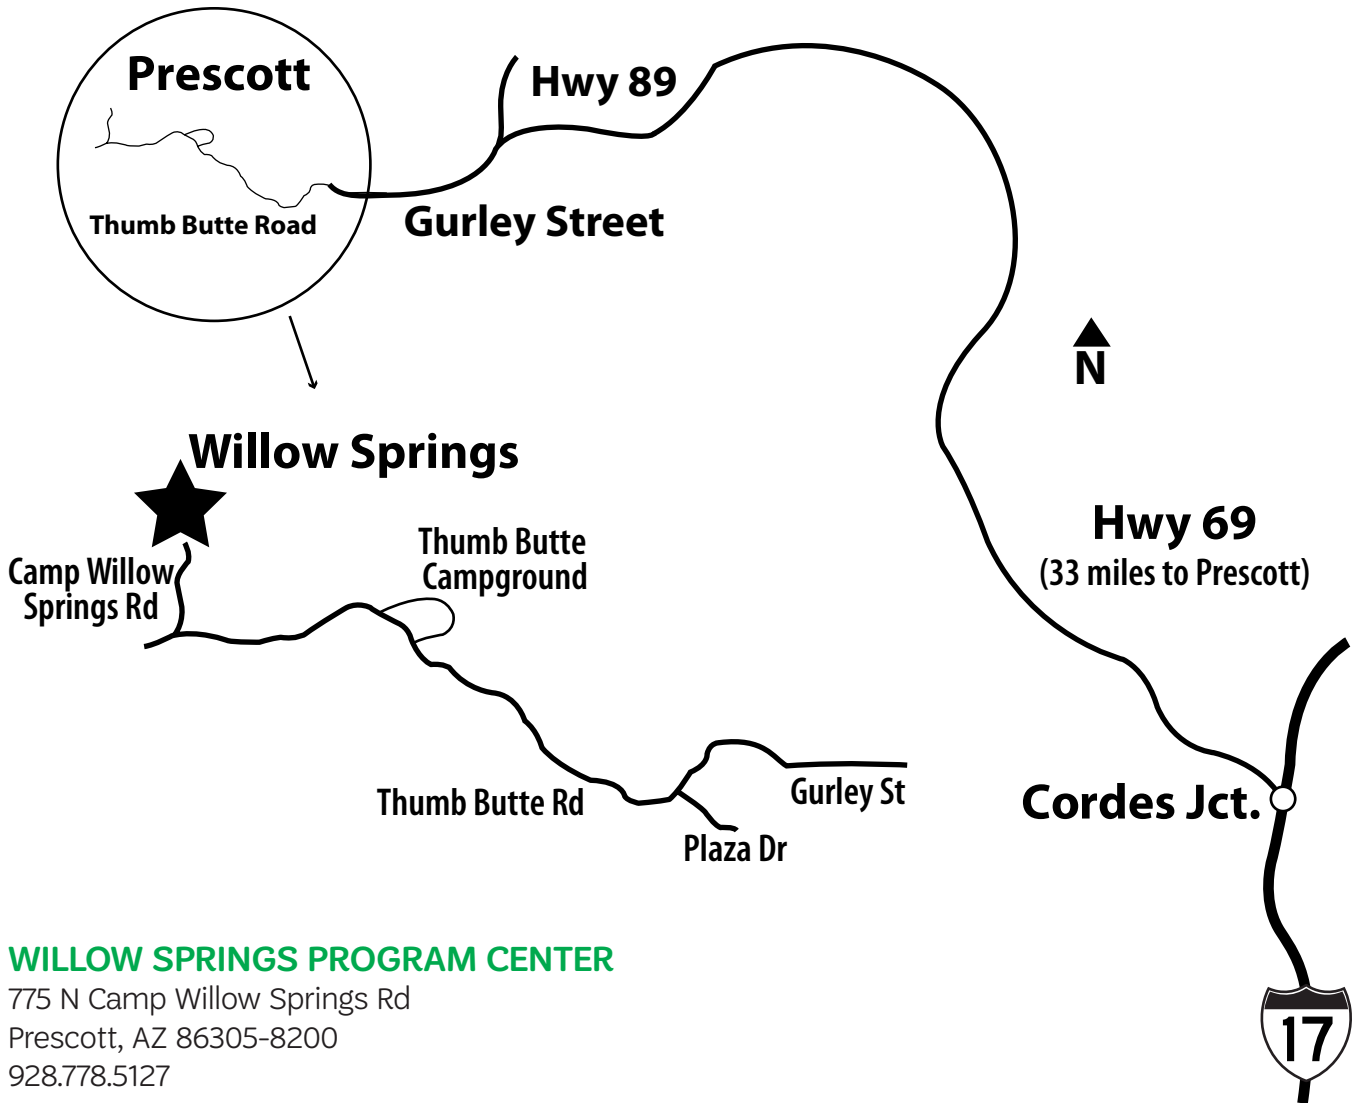 Prescott
Hwy 89
Thumb Butte Road
Gurley Street
N
Willow Springs
Hwy 69
(33 miles to Prescott)
Thumb Butte
Campground
Camp Willow
Springs Rd
Thumb Butte Rd
Gurley St
Plaza Dr
Cordes Jct.
WILLOW SPRINGS PROGRAM CENTER
775 N Camp Willow Springs Rd
Prescott, AZ 86305-8200
928.778.5127
17